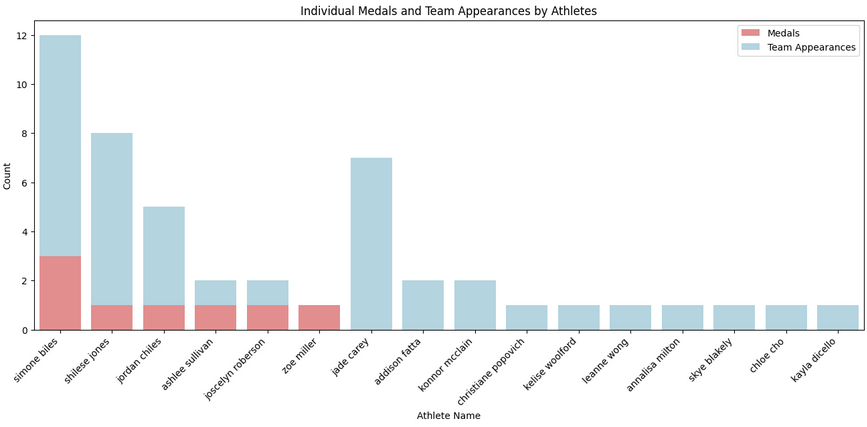 Individual Medals and Team Appearances by Athletes
Medals
Team Appearances
Count
12
10
8
6
4
2
0
simone biles
shilese jones
jordan chiles
ashlee sullivan
joscelyn roberson
zoe miller
jade carey
addison fatta
konnor mcclain
christiane popovich
kelise woolford
leanne wong
annalisa milton
skye blakely
chloe cho
kayla dicello
Athlete Name